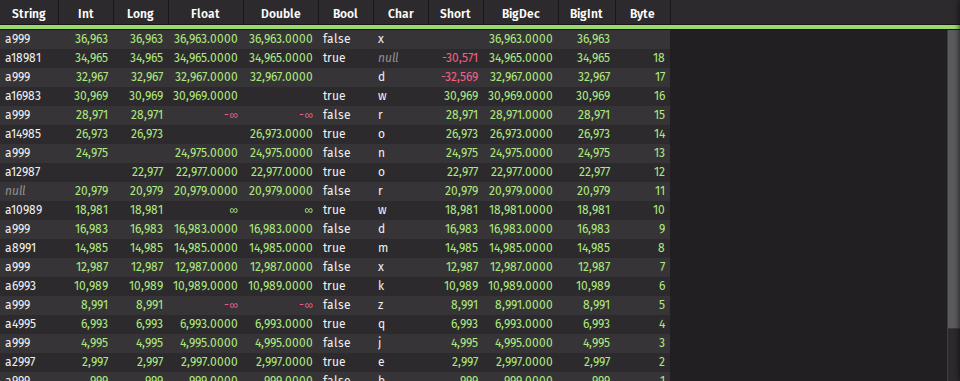 String Int Long Float Double Bool Char Short BigDec BigInt Byte
a999 36,963 36,963 36,963.0000 36,963.0000 false x 36,963.0000 36,963
a18981 34,965 34,965 34,965.0000 34,965.0000 true null -30,571 34,965.0000 34,965 18
a999 32,967 32,967 32,967.0000 32,967.0000 d -32,569 32,967.0000 32,967 17
a16983 30,969 30,969 30,969.0000 true w 30,969 30,969.0000 30,969 16
a999 28,971 28,971 -∞ -∞ false r 28,971 28,971.0000 28,971 15
a14985 26,973 26,973 26,973.0000 true o 26,973 26,973.0000 26,973 14
a999 24,975 24,975.0000 24,975.0000 false n 24,975 24,975.0000 24,975 13
a12987 22,977 22,977.0000 22,977.0000 true o 22,977 22,977.0000 22,977 12
null 20,979 20,979 20,979.0000 20,979.0000 false r 20,979 20,979.0000 20,979 11
a10989 18,981 18,981 ∞ ∞ true w 18,981 18,981.0000 18,981 10
a999 16,983 16,983 16,983.0000 16,983.0000 false d 16,983 16,983.0000 16,983 9
a8991 14,985 14,985 14,985.0000 14,985.0000 true m 14,985 14,985.0000 14,985 8
a999 12,987 12,987 12,987.0000 12,987.0000 false x 12,987 12,987.0000 12,987 7
a6993 10,989 10,989 10,989.0000 10,989.0000 true k 10,989 10,989.0000 10,989 6
a999 8,991 8,991 -∞ -∞ false z 8,991 8,991.0000 8,991 5
a4995 6,993 6,993 6,993.0000 6,993.0000 true q 6,993 6,993.0000 6,993 4
a999 4,995 4,995 4,995.0000 4,995.0000 false j 4,995 4,995.0000 4,995 3
a2997 2,997 2,997 2,997.0000 2,997.0000 true e 2,997 2,997.0000 2,997 2
a999 999 999 999.0000 999.0000 false 999 999.0000 999 1